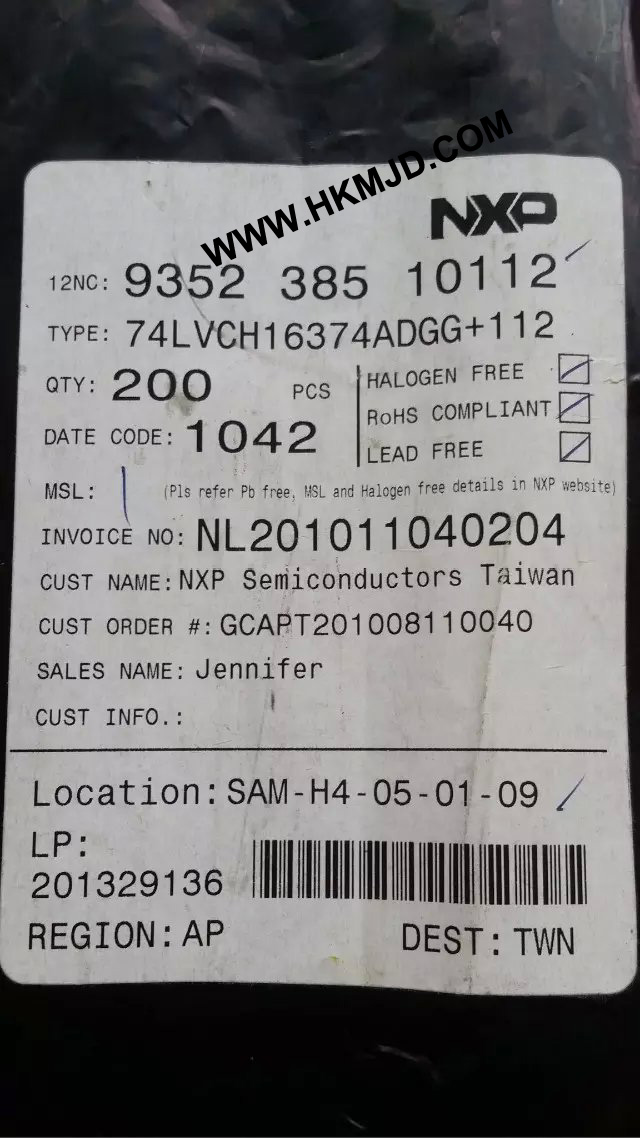 WWW.HKMJD.COM
NXP
12NC: 9352 385 10112
TYPE: 74LVCH16374ADGG+112
QTY: 200 PCS
HALOGEN FREE
RoHS COMPLIANT
LEAD FREE
DATE CODE: 1042
MSL: 1 (Pls refer Pb free, MSL and Halogen free details in NXP website)
INVOICE NO: NL201011040204
CUST NAME: NXP Semiconductors Taiwan
CUST ORDER #: GCAPT201008110040
SALES NAME: Jennifer
CUST INFO.:
Location: SAM-H4-05-01-09
LP:
201329136
REGION: AP DEST: TWN